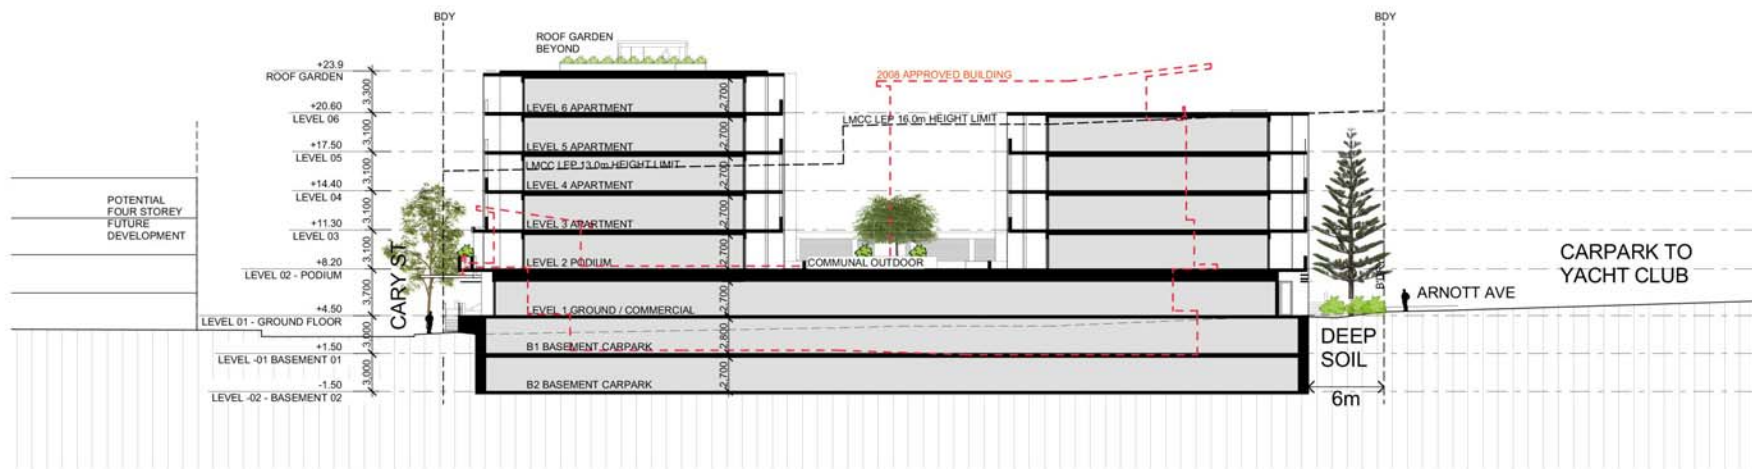 BDY
BDY
ROOF GARDEN
BEYOND
+23.9
ROOF GARDEN
3.300
2008 APPROVED BUILDING
2.700
LEVEL 6 APARTMENT
+20.60
LEVEL 06
3.100
LMCC LEP 16.0m HEIGHT LIMIT
2.700
LEVEL 5 APARTMENT
+17.50
LEVEL 05
3.100
LMCC LEP 13.0m HEIGHT LIMIT
2.700
LEVEL 4 APARTMENT
+14.40
LEVEL 04
3.100
2.700
LEVEL 3 APARTMENT
+11.30
LEVEL 03
3.100
2.700
LEVEL 2 PODIUM
COMMUNAL OUTDOOR
+8.20
LEVEL 02 - PODIUM
3.700
2.700
LEVEL 1 GROUND / COMMERCIAL
+4.50
LEVEL 01 - GROUND FLOOR
3.000
2.800
B1 BASEMENT CARPARK
+1.50
LEVEL -01 BASEMENT 01
3.000
2.700
B2 BASEMENT CARPARK
-1.50
LEVEL -02 - BASEMENT 02
POTENTIAL
FOUR STOREY
FUTURE
DEVELOPMENT
CARY ST
BDY
CARPARK TO
YACHT CLUB
ARNOTT AVE
DEEP
SOIL
6m